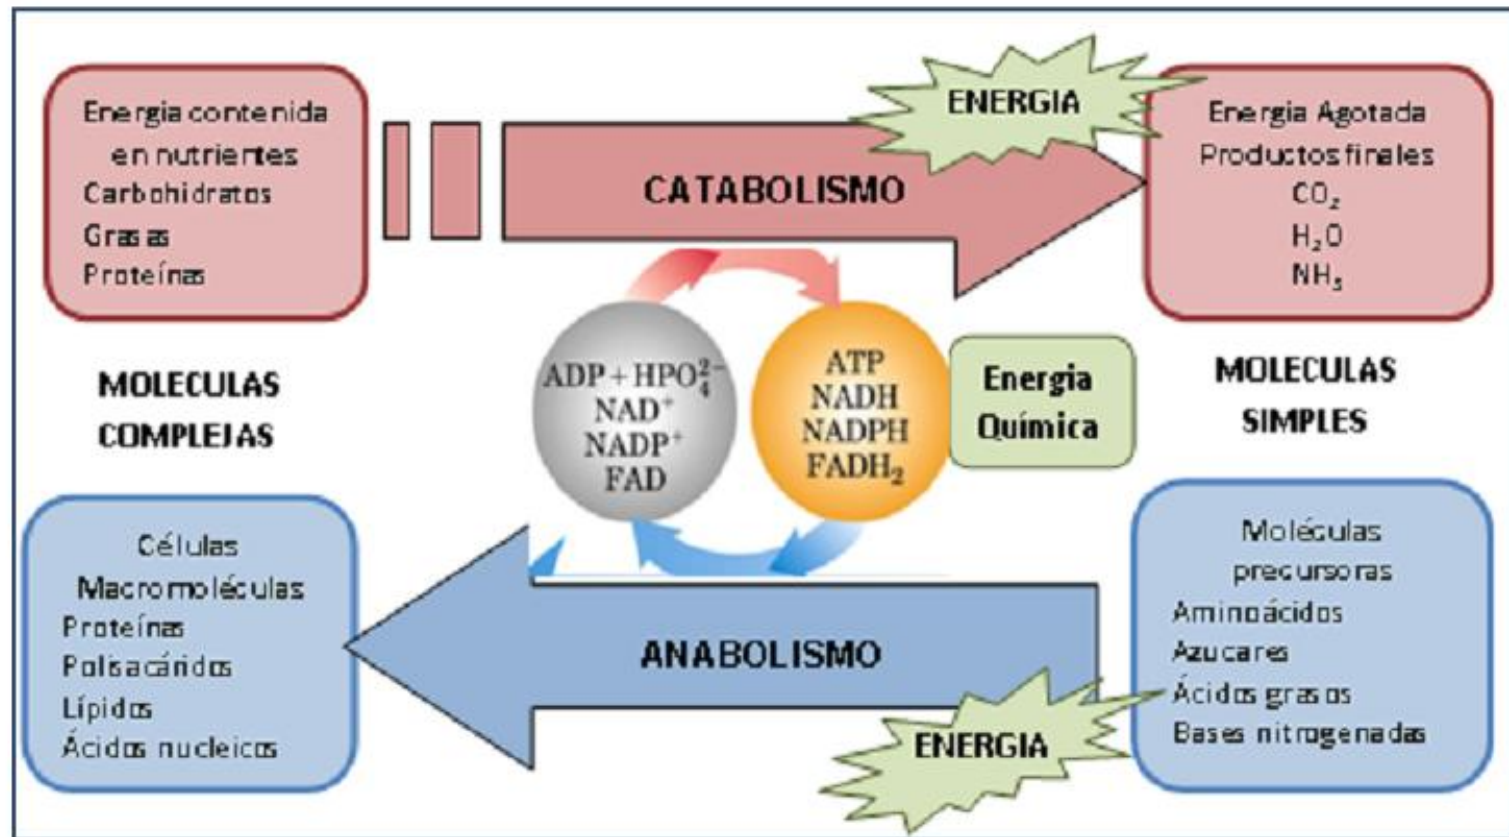 Energia contenida
en nutrientes
Carbohidratos
Grasas
Proteínas
CATABOLISMO
ENERGIA
Energia Agotada
Productos finales
CO₂
H₂O
NH₃
MOLECULAS
COMPLEJAS
ADP + HPO₄²⁻
NAD⁺
NADP⁺
FAD
ATP
NADH
NADPH
FADH₂
Energia
Química
MOLECULAS
SIMPLES
Células
Macromoléculas
Proteínas
Polisacáridos
Lípidos
Ácidos nucleicos
ANABOLISMO
ENERGIA
Moléculas
precursoras
Aminoácidos
Azucares
Ácidos grasos
Bases nitrogenadas